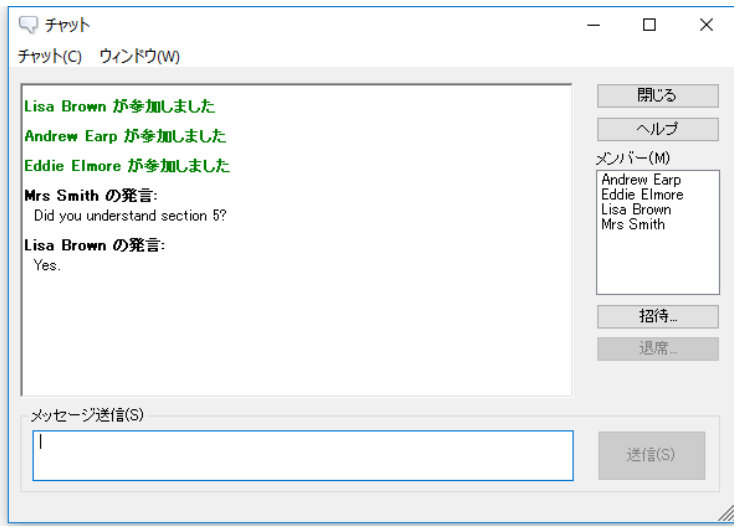 チャット
チャット(C) ウィンドウ(W)
Lisa Brown が参加しました
Andrew Earp が参加しました
Eddie Elmore が参加しました
Mrs Smith の発言:
Did you understand section 5?
Lisa Brown の発言:
Yes.
閉じる
ヘルプ
メンバー(M)
Andrew Earp
Eddie Elmore
Lisa Brown
Mrs Smith
招待...
退席...
メッセージ送信(S)
送信(S)